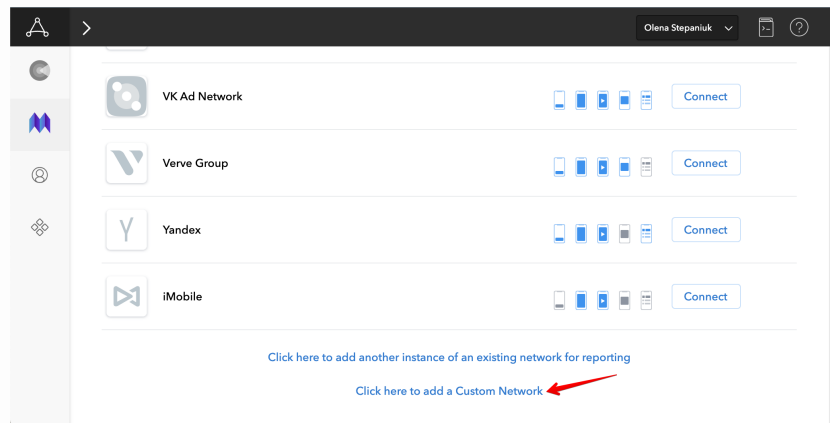 Olena Stepaniuk
VK Ad Network
Connect
Verve Group
Connect
Yandex
Connect
iMobile
Connect
Click here to add another instance of an existing network for reporting
Click here to add a Custom Network